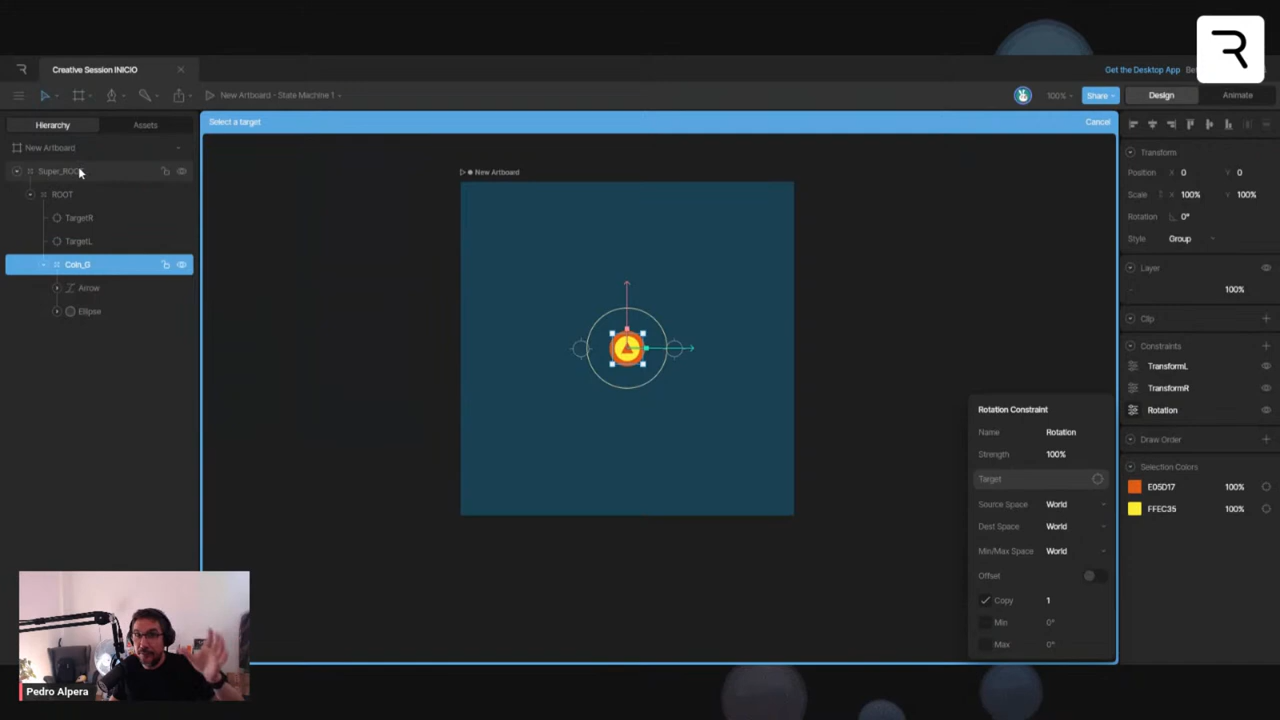 Creative Session INICIO
Get the Desktop App
New Artboard - State Machine 1
100%
Share
Design
Animate
Hierarchy
Assets
Select a target
Cancel
New Artboard
Super_ROO
ROOT
TargetR
TargetL
Coin_G
Arrow
Ellipse
New Artboard
Transform
Position X 0 Y 0
Scale X 100% Y 100%
Rotation 0°
Style Group
Layer
100%
Clip
Constraints
TransformL
TransformR
Rotation
Draw Order
Selection Colors
E05D17 100%
FFEC35 100%
Rotation Constraint
Name Rotation
Strength 100%
Target
Source Space World
Dest Space World
Min/Max Space World
Offset
Copy 1
Min 0°
Max 0°
Pedro Alpera